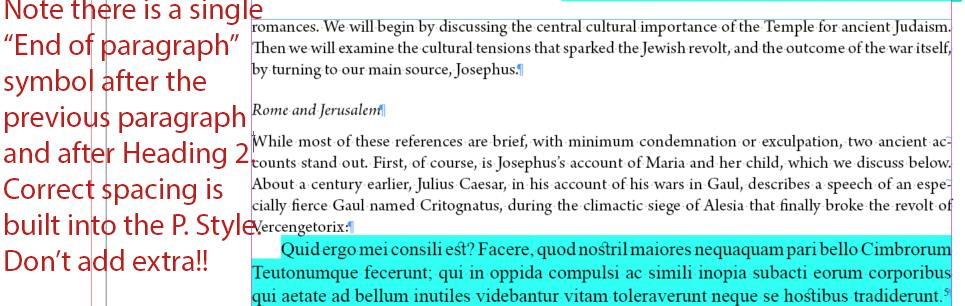 Note there is a single
“End of paragraph”
symbol after the
previous paragraph
and after Heading 2.
Correct spacing is
built into the P. Style.
Don’t add extra!!
romances. We will begin by discussing the central cultural importance of the Temple for ancient Judaism.
Then we will examine the cultural tensions that sparked the Jewish revolt, and the outcome of the war itself,
by turning to our main source, Josephus.¶
Rome and Jerusalem¶
While most of these references are brief, with minimum condemnation or exculpation, two ancient ac-
counts stand out. First, of course, is Josephus’s account of Maria and her child, which we discuss below.
About a century earlier, Julius Caesar, in his account of his wars in Gaul, describes a speech of an espe-
cially fierce Gaul named Critognatus, during the climactic siege of Alesia that finally broke the revolt of
Vercengetorix:¶
Quid ergo mei consili est? Facere, quod nostril maiores nequaquam pari bello Cimbrorum
Teutonumque fecerunt; qui in oppida compulsi ac simili inopia subacti eorum corporibus
qui aetate ad bellum inutiles videbantur vitam toleraverunt neque se hostibus tradiderunt.⁵